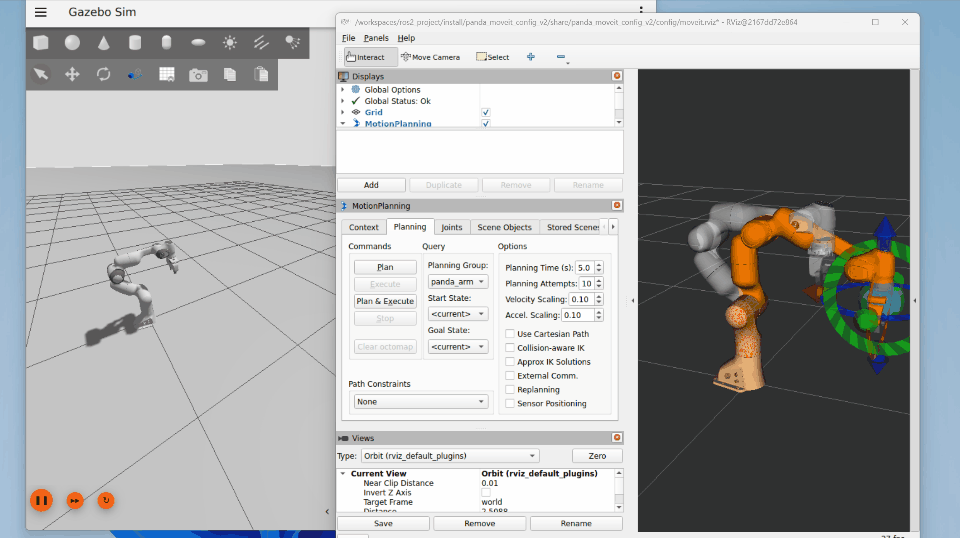 Gazebo Sim
/workspaces/ros2_project/install/panda_moveit_config_v2/share/panda_moveit_config_v2/config/moveit.rviz* - RViz@2167dd72e864
File Panels Help
Interact Move Camera Select
Displays
Global Options
Global Status: Ok
Grid
MotionPlanning
Add Duplicate Remove Rename
MotionPlanning
Context Planning Joints Scene Objects Stored Scenes
Commands Query Options
Plan
Execute
Plan & Execute
Stop
Clear octomap
Planning Group:
panda_arm
Start State:
<current>
Goal State:
<current>
Planning Time (s): 5.0
Planning Attempts: 10
Velocity Scaling: 0.10
Accel. Scaling: 0.10
Use Cartesian Path
Collision-aware IK
Approx IK Solutions
External Comm.
Replanning
Sensor Positioning
Path Constraints
None
Views
Type: Orbit (rviz_default_plugins) Zero
Current View Orbit (rviz_default_plugins)
Near Clip Distance 0.01
Invert Z Axis
Target Frame world
Distance 2.5088
Save Remove Rename
27 fps